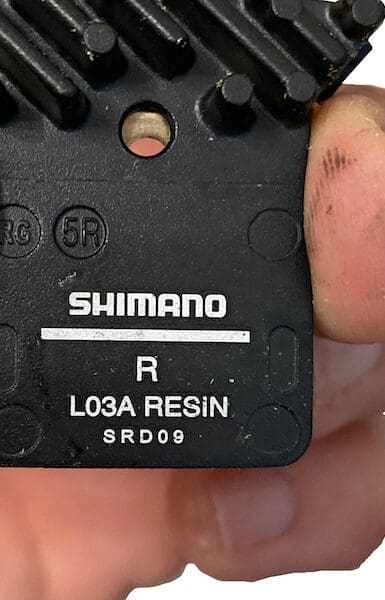 RG 5R
SHIMANO
R
L03A RESiN
SRD09